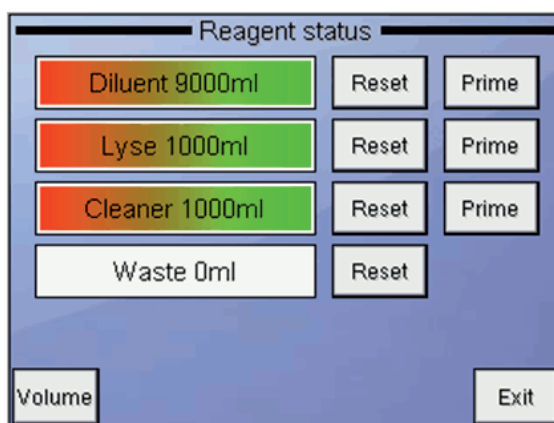 Reagent status
Diluent 9000ml Reset Prime
Lyse 1000ml Reset Prime
Cleaner 1000ml Reset Prime
Waste 0ml Reset
Volume Exit